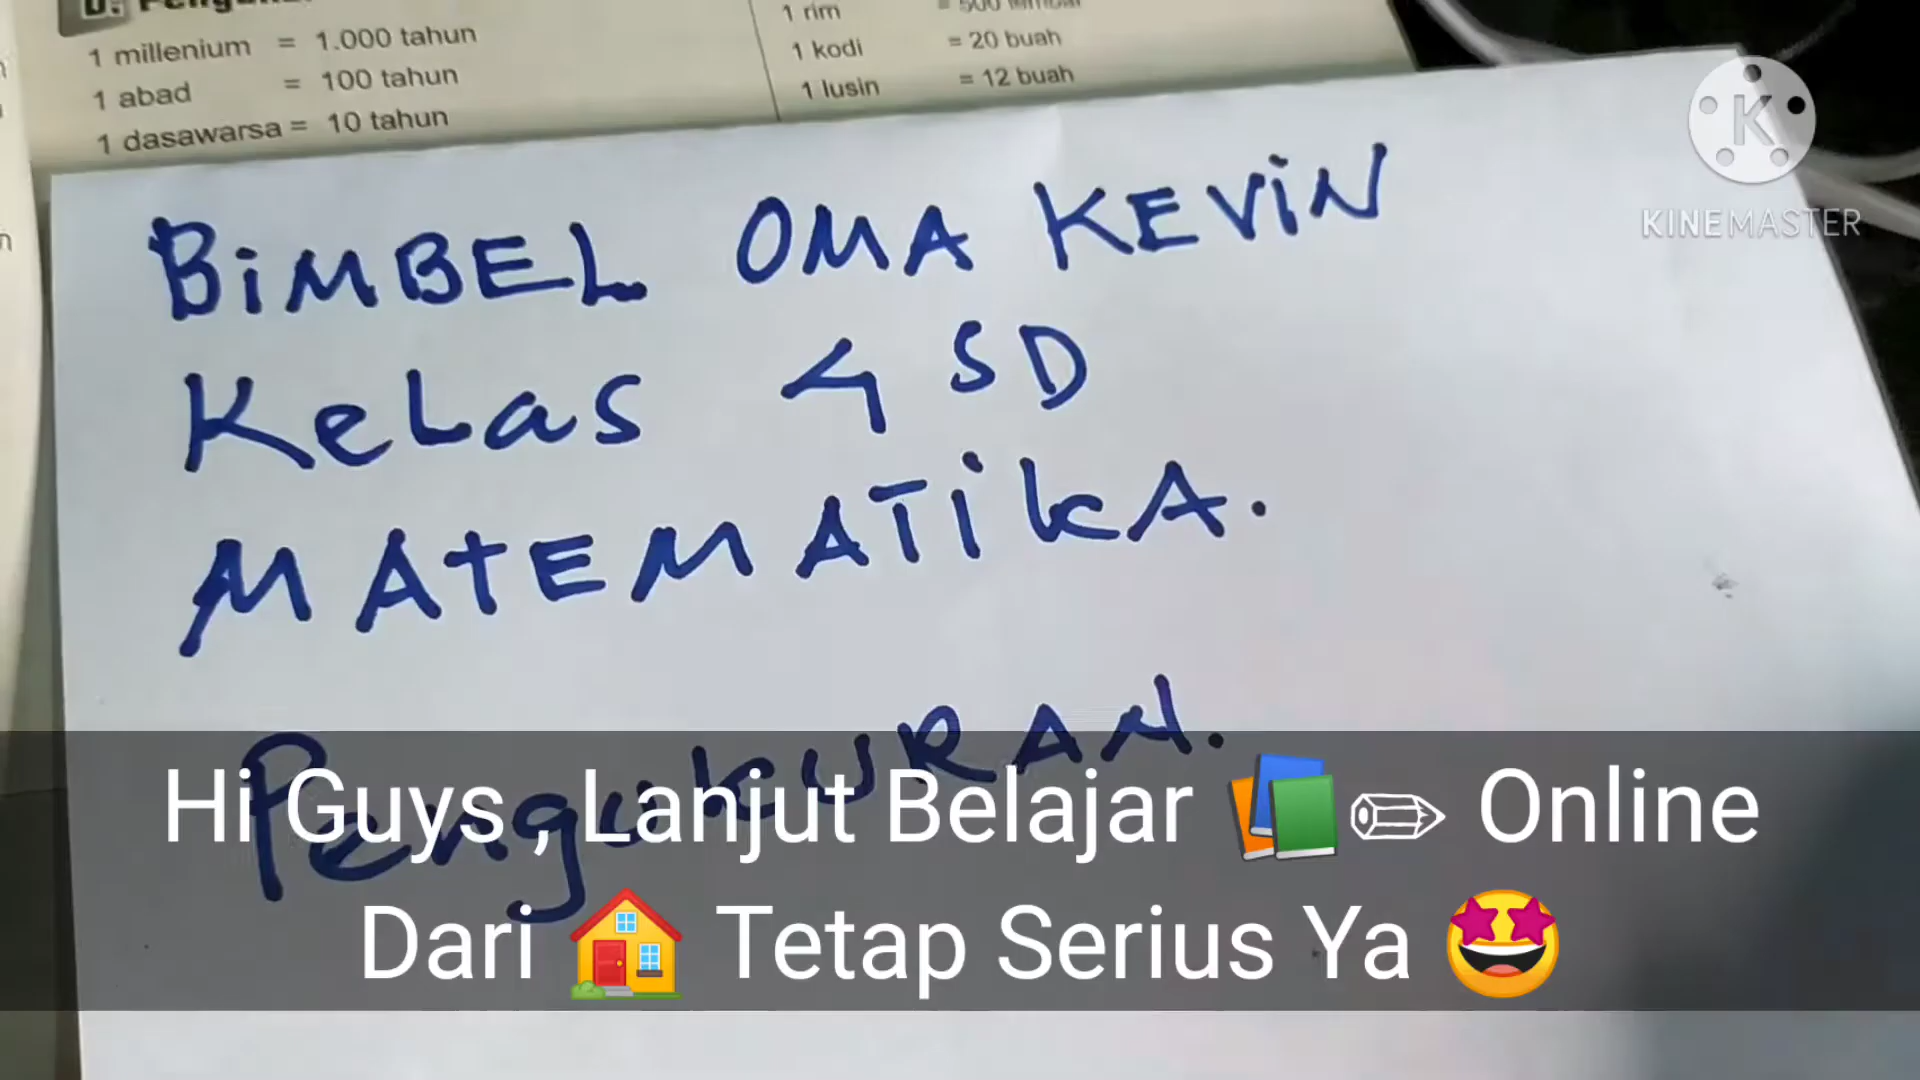 1 millenium = 1.000 tahun
1 abad = 100 tahun
1 dasawarsa = 10 tahun
1 rim = 500
1 kodi = 20 buah
1 lusin = 12 buah
KINEMASTER
BiMBEL OMA KEViN
KeLas 4 SD
MATEMATiKA.
PengukuRAN.
Hi Guys , Lanjut Belajar 📚✏ Online
Dari 🏠 Tetap Serius Ya 🤩